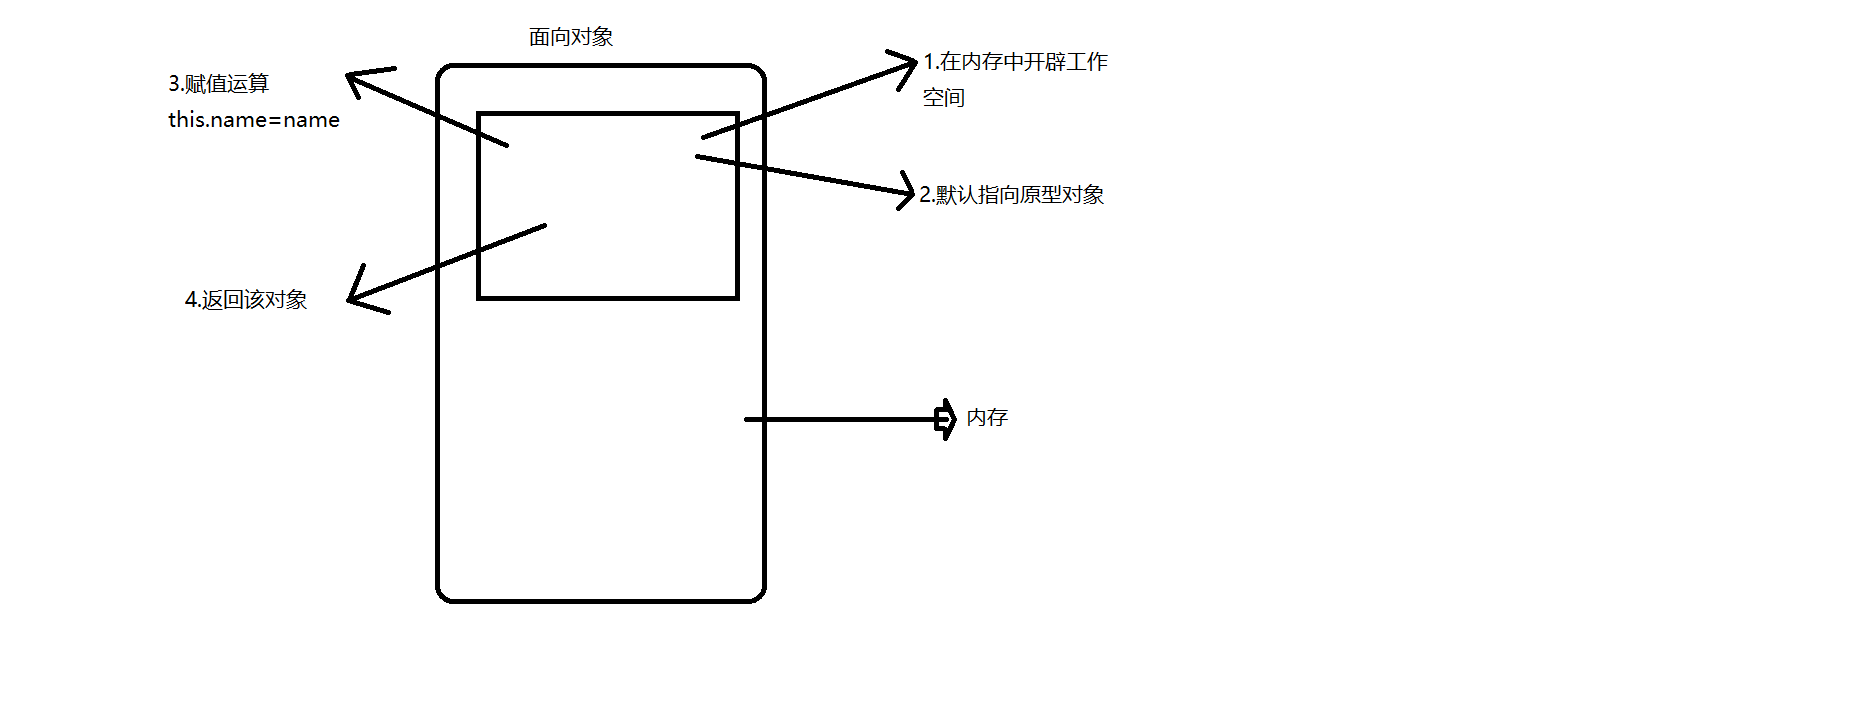 面向对象
3.赋值运算
this.name=name
1.在内存中开辟工作
空间
2.默认指向原型对象
4.返回该对象
内存